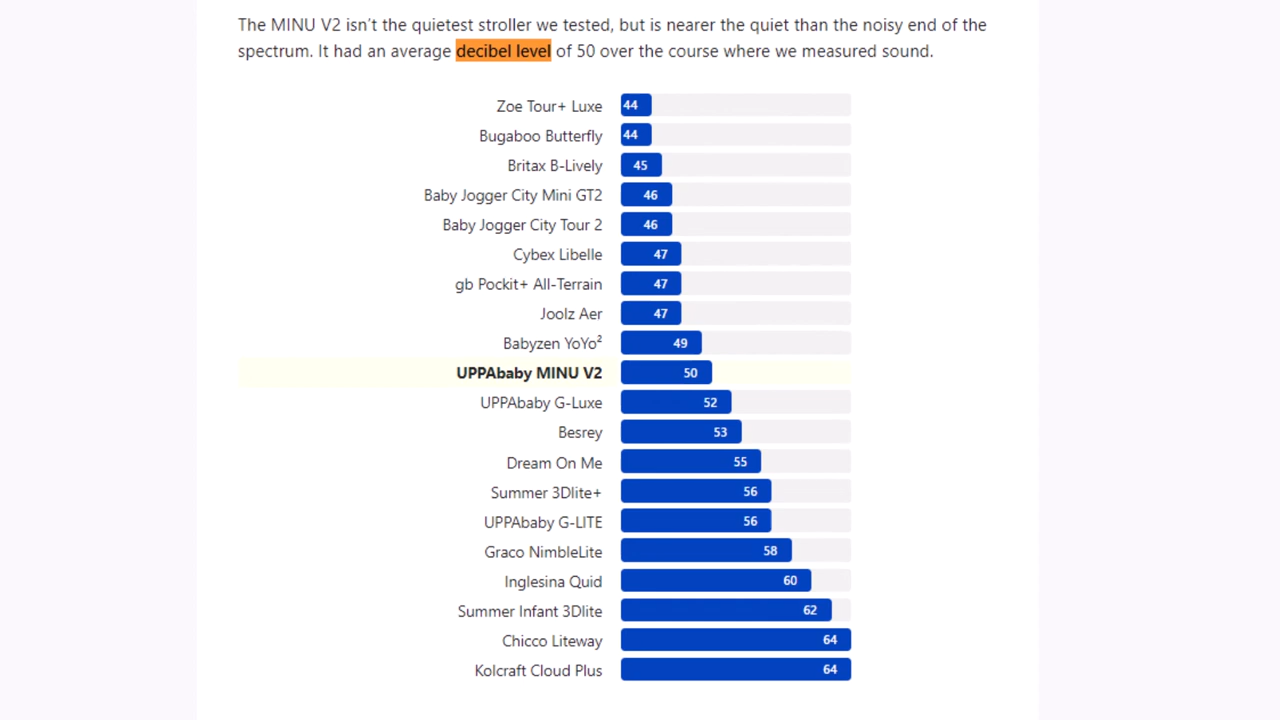 The MINU V2 isn’t the quietest stroller we tested, but is nearer the quiet than the noisy end of the
spectrum. It had an average decibel level of 50 over the course where we measured sound.
Zoe Tour+ Luxe 44
Bugaboo Butterfly 44
Britax B-Lively 45
Baby Jogger City Mini GT2 46
Baby Jogger City Tour 2 46
Cybex Libelle 47
gb Pockit+ All-Terrain 47
Joolz Aer 47
Babyzen YoYo² 49
UPPAbaby MINU V2 50
UPPAbaby G-Luxe 52
Besrey 53
Dream On Me 55
Summer 3Dlite+ 56
UPPAbaby G-LITE 56
Graco NimbleLite 58
Inglesina Quid 60
Summer Infant 3Dlite 62
Chicco Liteway 64
Kolcraft Cloud Plus 64